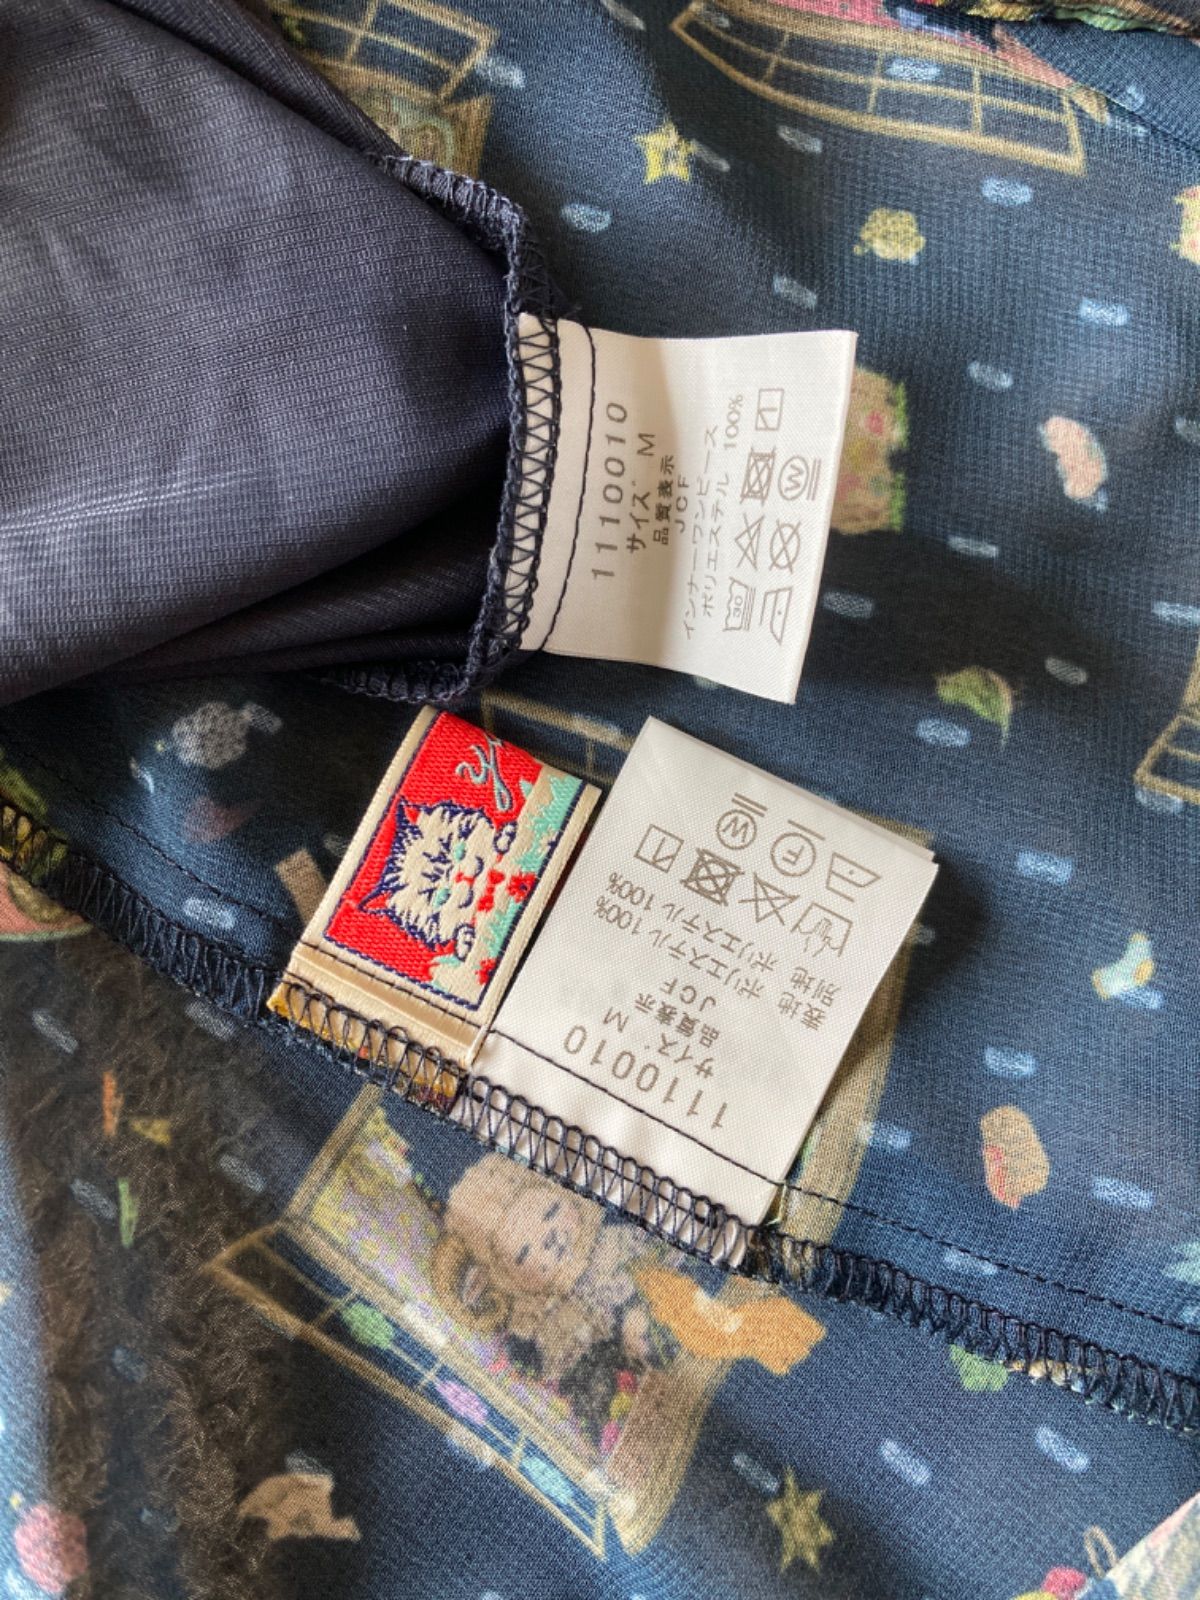 1110010
サイズ M
品質表示
JCF
インナーワンピース
ポリエステル 100%
30
W
1110010
サイズ M
品質表示
JCF
表地 ポリエステル 100%
別地 ポリエステル 100%
F
W